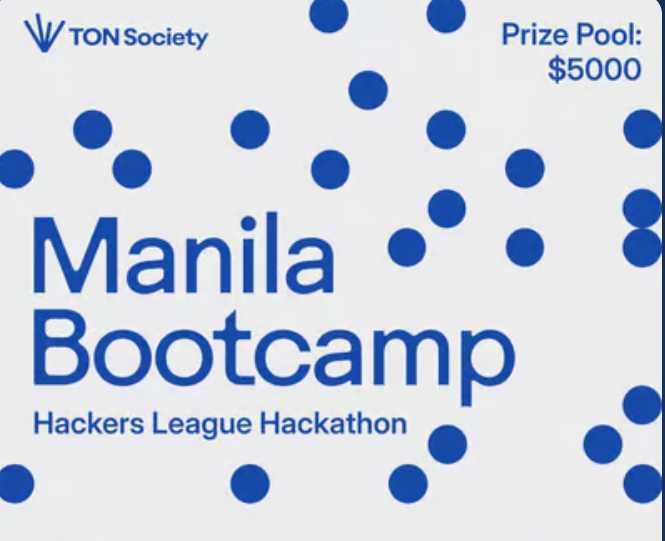 TON Society
Prize Pool:
$5000
Manila
Bootcamp
Hackers League Hackathon